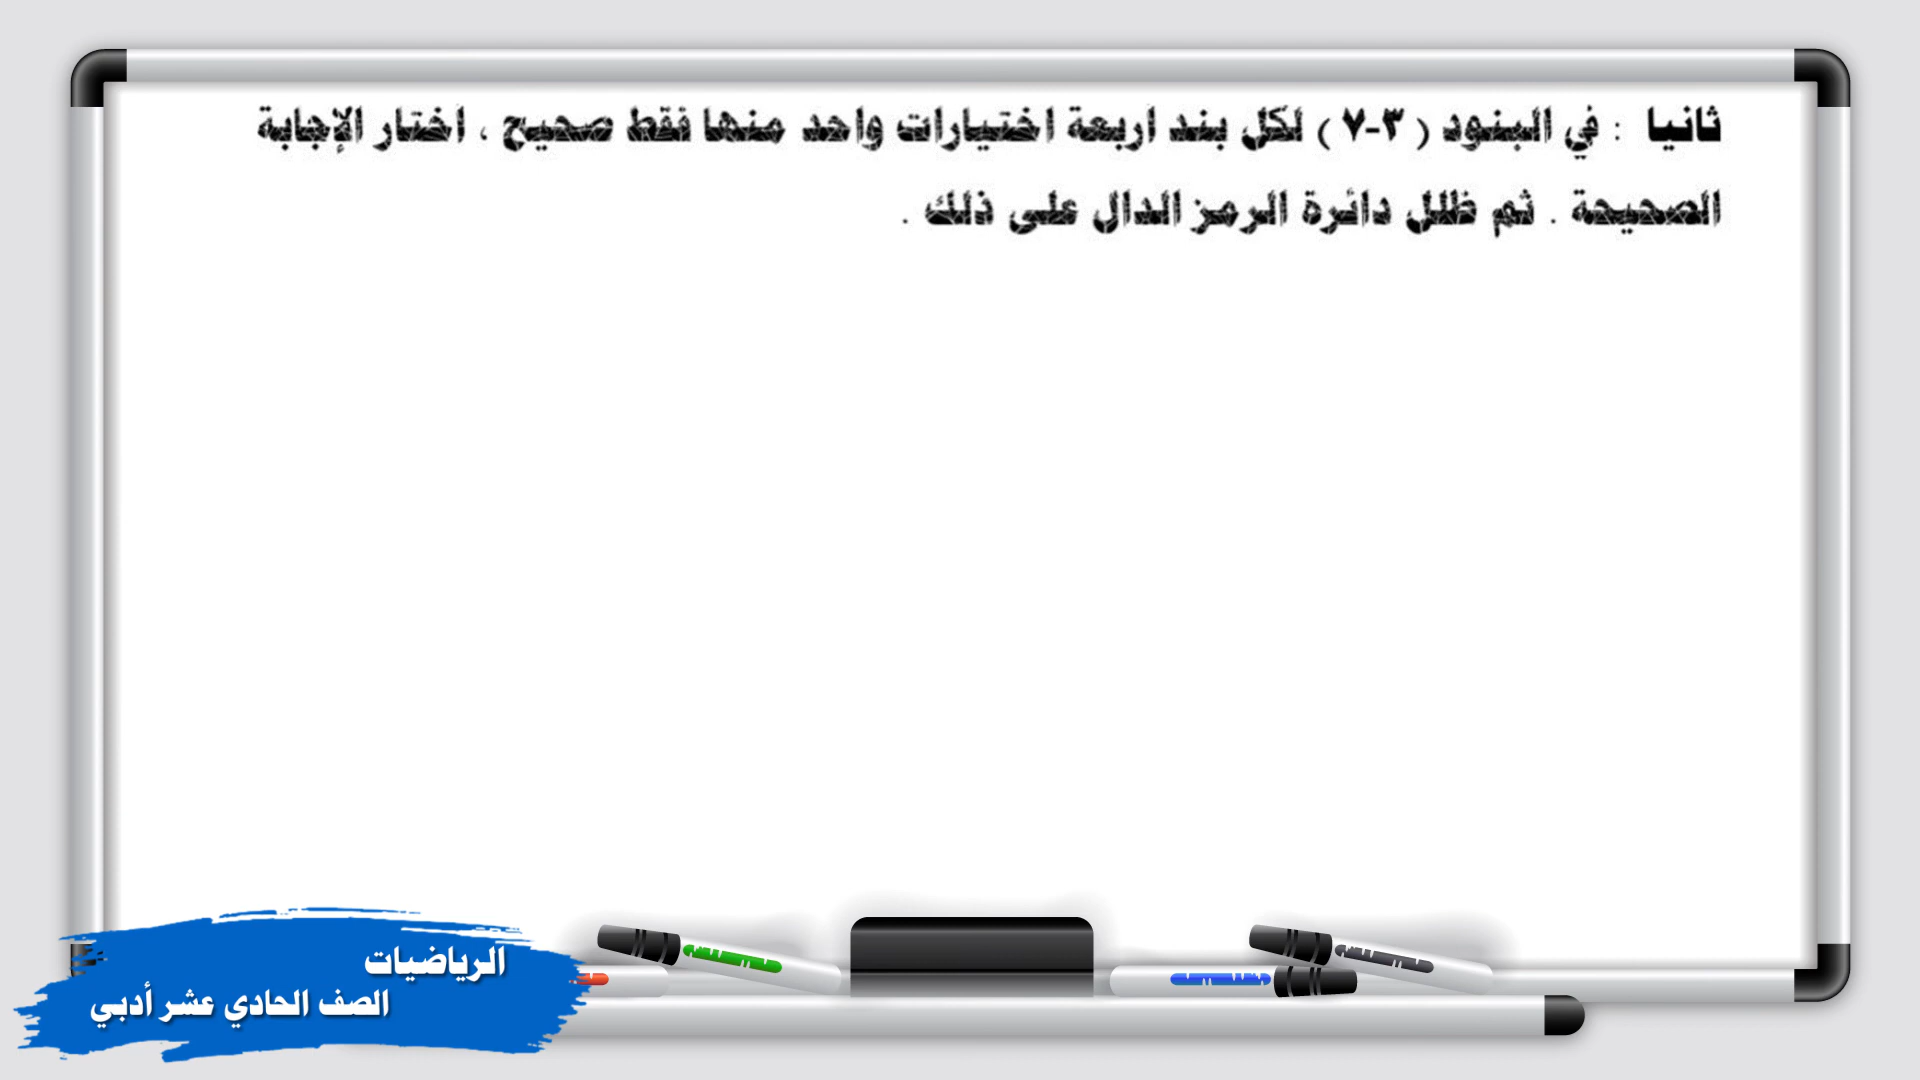 ثانيا : في البنود ( ٣-٧ ) لكل بند اربعة اختيارات واحد منها فقط صحيح ، اختار الإجابة
الصحيحة . ثم ظلل دائرة الرمز الدال على ذلك .
الرياضيات
الصف الحادي عشر أدبي